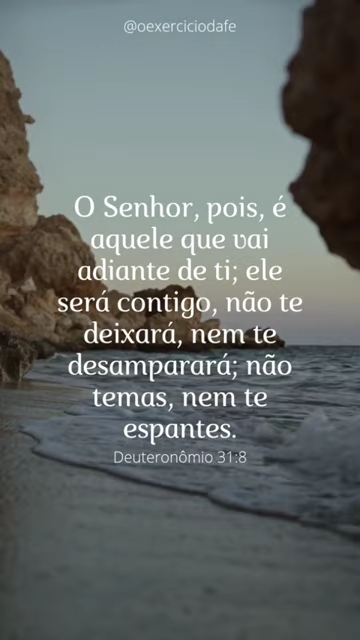 @oexerciciodafe
O Senhor, pois, é
aquele que vai
adiante de ti; ele
será contigo, não te
deixará, nem te
desamparará; não
temas, nem te
espantes.
Deuteronômio 31:8